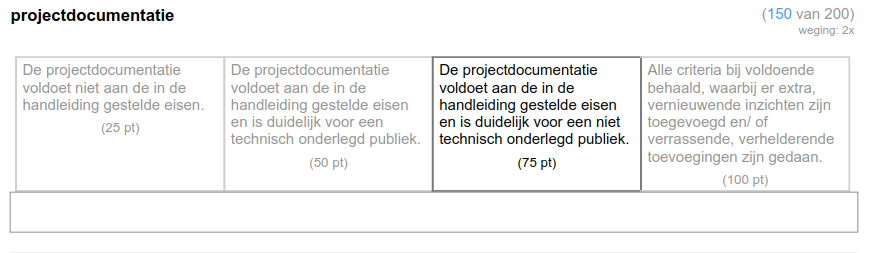 projectdocumentatie
(150 van 200)
weging: 2x
De projectdocumentatie
voldoet niet aan de in de
handleiding gestelde eisen.
(25 pt)
De projectdocumentatie
voldoet aan de in de
handleiding gestelde eisen
en is duidelijk voor een
technisch onderlegd publiek.
(50 pt)
De projectdocumentatie
voldoet aan de in de
handleiding gestelde eisen
en is duidelijk voor een niet
technisch onderlegd publiek.
(75 pt)
Alle criteria bij voldoende
behaald, waarbij er extra,
vernieuwende inzichten zijn
toegevoegd en/ of
verrassende, verhelderende
toevoegingen zijn gedaan.
(100 pt)